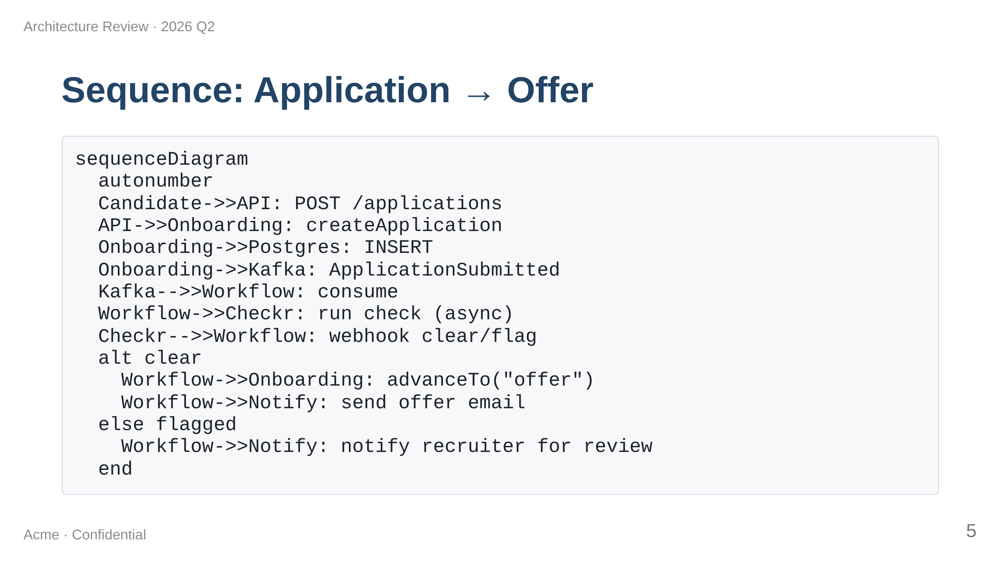 Architecture Review · 2026 Q2
Sequence: Application → Offer
sequenceDiagram
  autonumber
  Candidate->>API: POST /applications
  API->>Onboarding: createApplication
  Onboarding->>Postgres: INSERT
  Onboarding->>Kafka: ApplicationSubmitted
  Kafka-->>Workflow: consume
  Workflow->>Checkr: run check (async)
  Checkr-->>Workflow: webhook clear/flag
  alt clear
    Workflow->>Onboarding: advanceTo("offer")
    Workflow->>Notify: send offer email
  else flagged
    Workflow->>Notify: notify recruiter for review
  end
Acme · Confidential
5